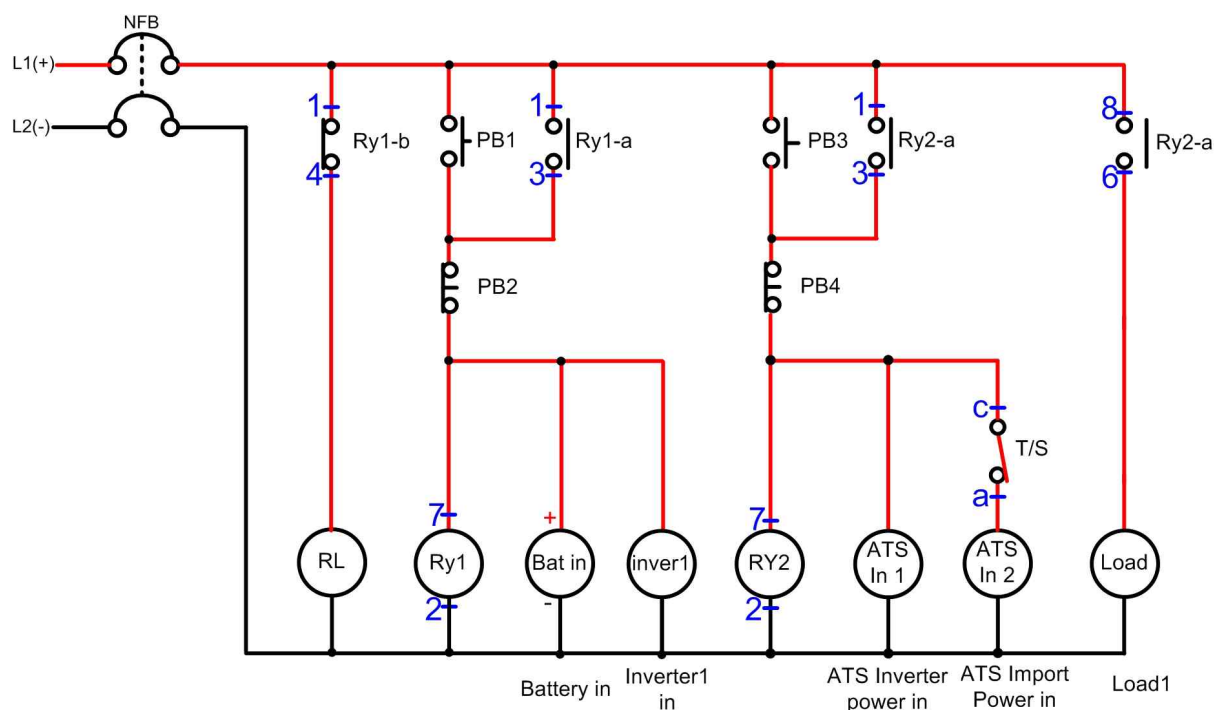 NFB
L1(+)
L2(-)
1
Ry1-b
4
PB1
1
Ry1-a
3
PB2
PB3
1
Ry2-a
3
PB4
8
Ry2-a
6
c
T/S
a
RL
7
Ry1
2
+
Bat in
-
inver1
7
RY2
2
ATS
In 1
ATS
In 2
Load
Battery in
Inverter1
in
ATS Inverter
power in
ATS Import
Power in
Load1